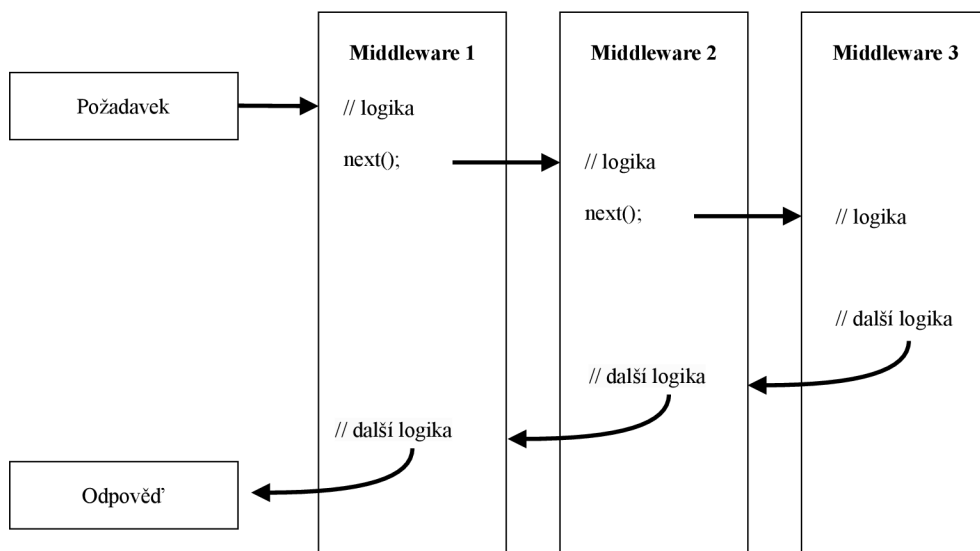 Middleware 1
Middleware 2
Middleware 3
Požadavek
// logika
next();
// logika
next();
// logika
// další logika
// další logika
// další logika
Odpověď